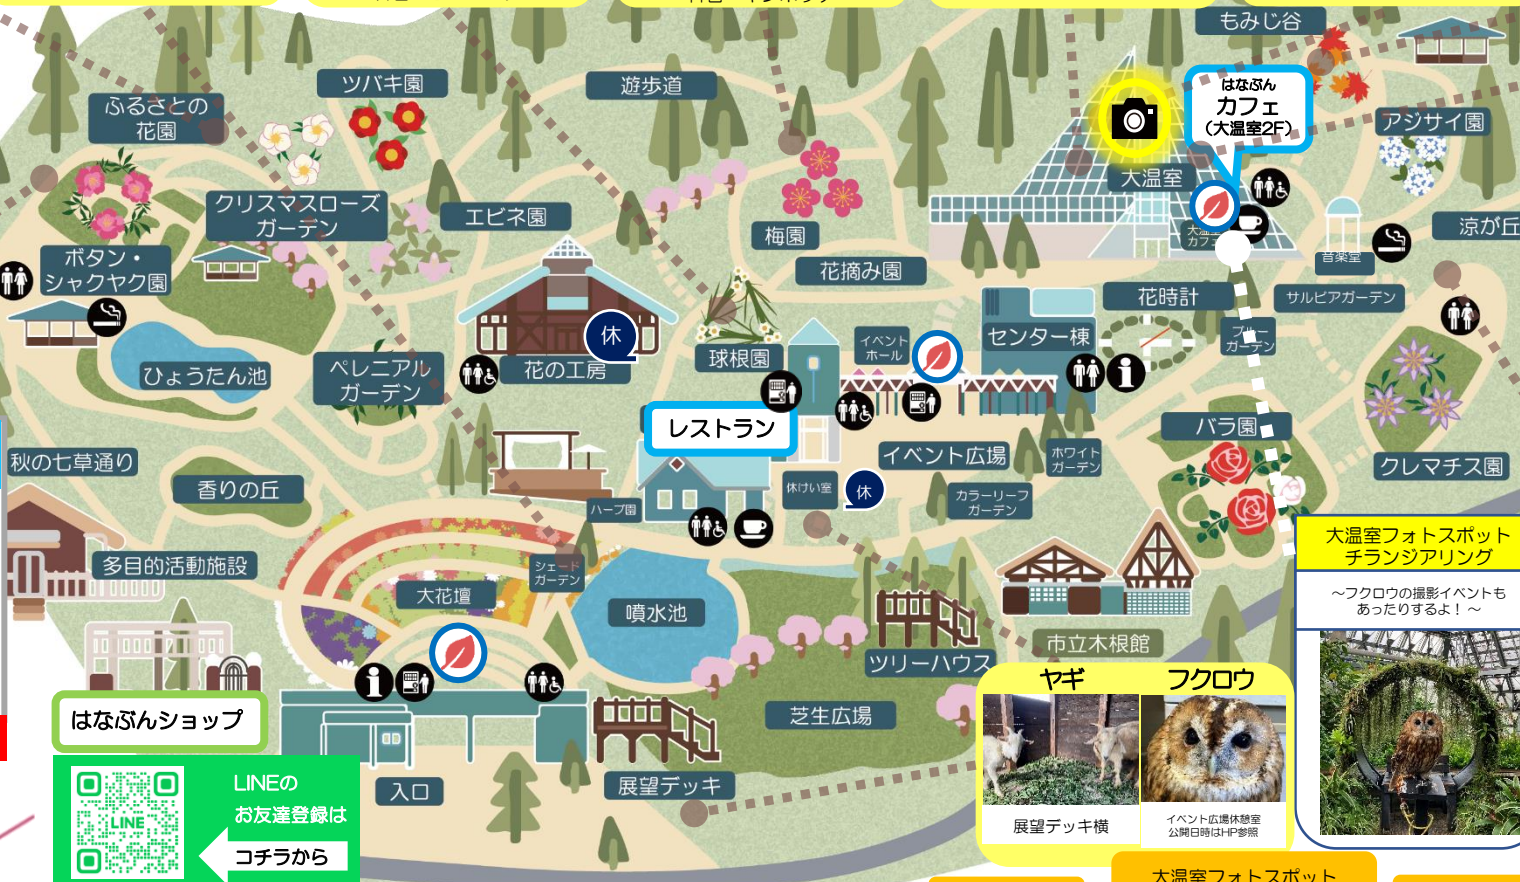 もみじ谷
ツバキ園
遊歩道
はなぶん
カフェ
(大温室2F)
ふるさとの
花園
アジサイ園
大温室
クリスマスローズ
ガーデン
エビネ園
梅園
涼が丘
大温室
カフェ
音楽堂
ボタン・
シャクヤク園
花摘み園
花時計
サルビアガーデン
休
センター棟
イベント
ホール
ブルー
ガーデン
球根園
ひょうたん池
ペレニアル
ガーデン
花の工房
レストラン
バラ園
秋の七草通り
イベント広場
ホワイト
ガーデン
クレマチス園
香りの丘
休けい室
休
カラーリーフ
ガーデン
ハーブ園
大温室フォトスポット
チランジアリング
多目的活動施設
シェード
ガーデン
大花壇
噴水池
～フクロウの撮影イベントも
あったりするよ！～
市立木根館
ツリーハウス
ヤギ
フクロウ
はなぶんショップ
芝生広場
入口
展望デッキ
LINEの
お友達登録は
LINE
コチラから
展望デッキ横
イベント広場休憩室
公開日時はHP参照
大温室フォトスポット